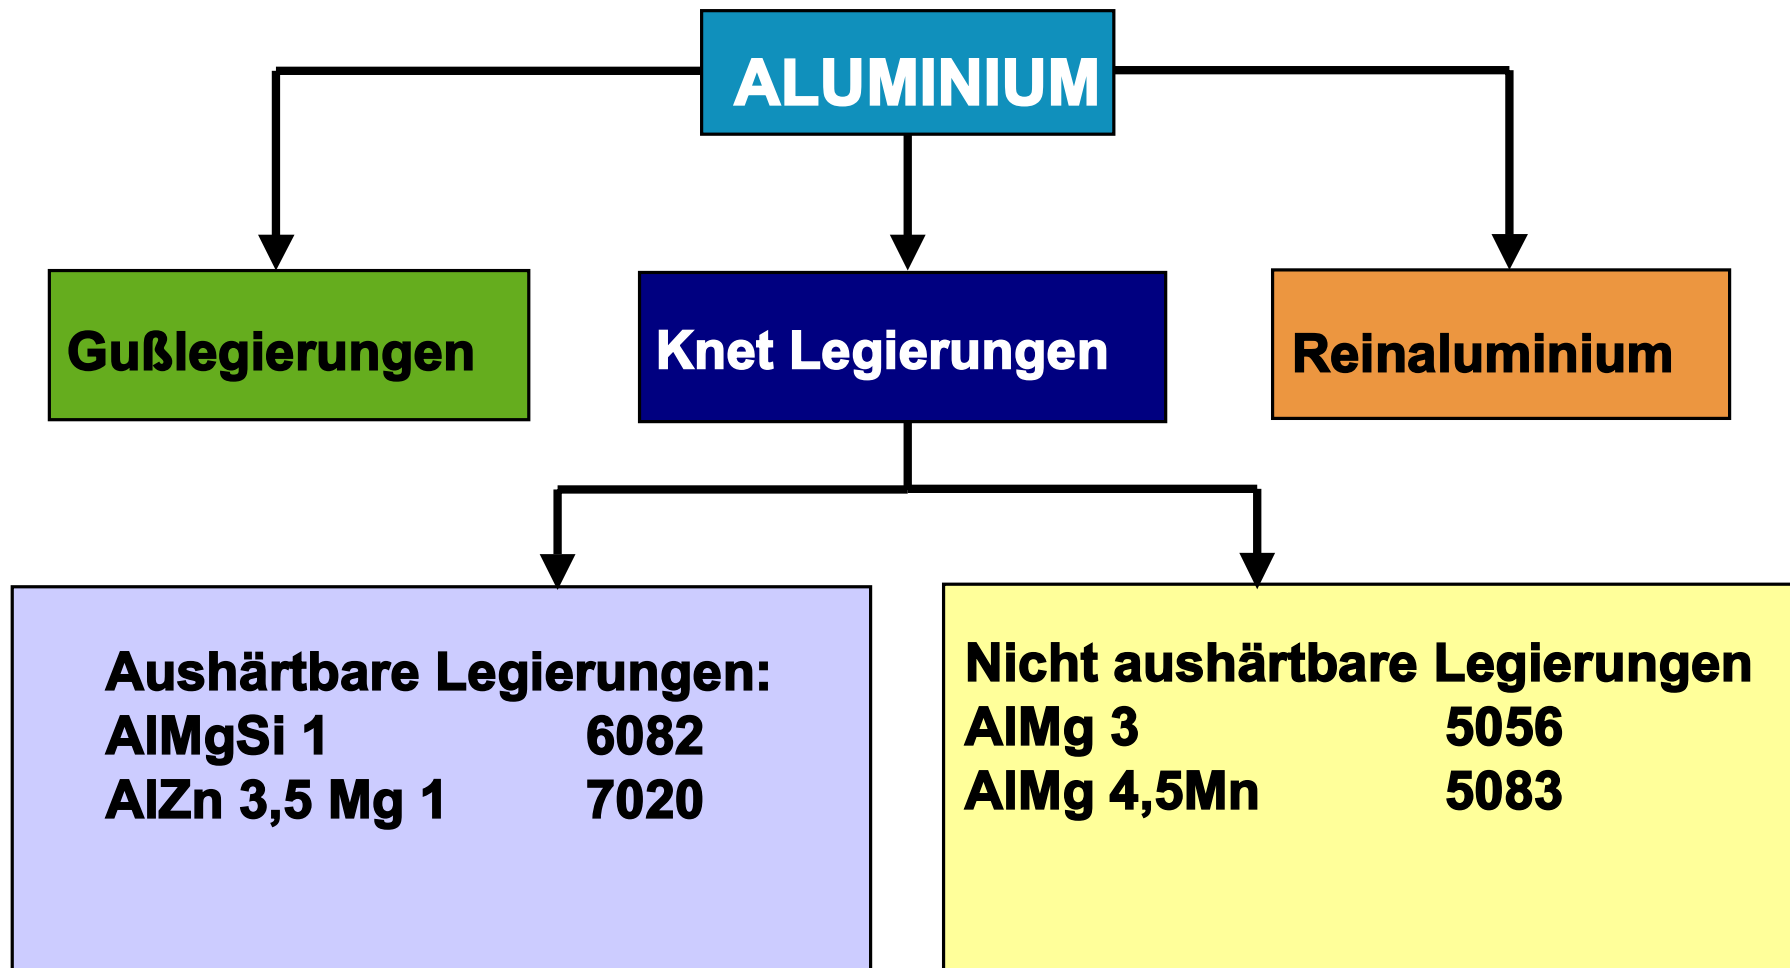 ALUMINIUM
Gußlegierungen
Knet Legierungen
Reinaluminium
Aushärtbare Legierungen:
AlMgSi 1 6082
AlZn 3,5 Mg 1 7020
Nicht aushärtbare Legierungen
AlMg 3 5056
AlMg 4,5Mn 5083